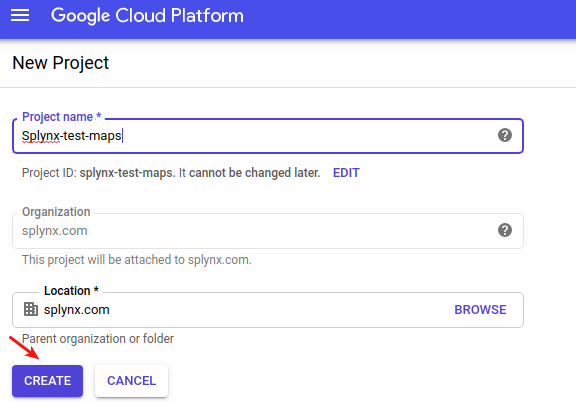 Google Cloud Platform
New Project
Project name *
Splynx-test-maps
Project ID: splynx-test-maps. It cannot be changed later. EDIT
Organization
splynx.com
This project will be attached to splynx.com.
Location *
splynx.com BROWSE
Parent organization or folder
CREATE CANCEL